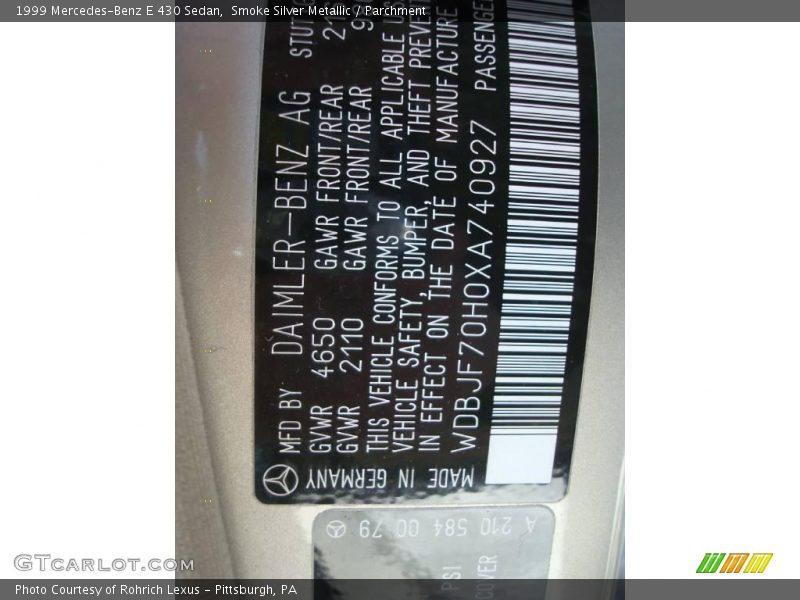 1999 Mercedes-Benz E 430 Sedan, Smoke Silver Metallic / Parchment
MFD BY DAIMLER-BENZ AG
GVWR 4650 GAWR FRONT/REAR
GVWR 2110 GAWR FRONT/REAR
THIS VEHICLE CONFORMS TO ALL APPLICABLE
VEHICLE SAFETY, BUMPER, AND THEFT
IN EFFECT ON THE DATE OF MANUFACTURE
WDBJF70H0XA740927 PASSENGE
MADE IN GERMANY
A 210 584 00 79
PSI
COVER
GTCARLOT.COM
Photo Courtesy of Rohrich Lexus - Pittsburgh, PA